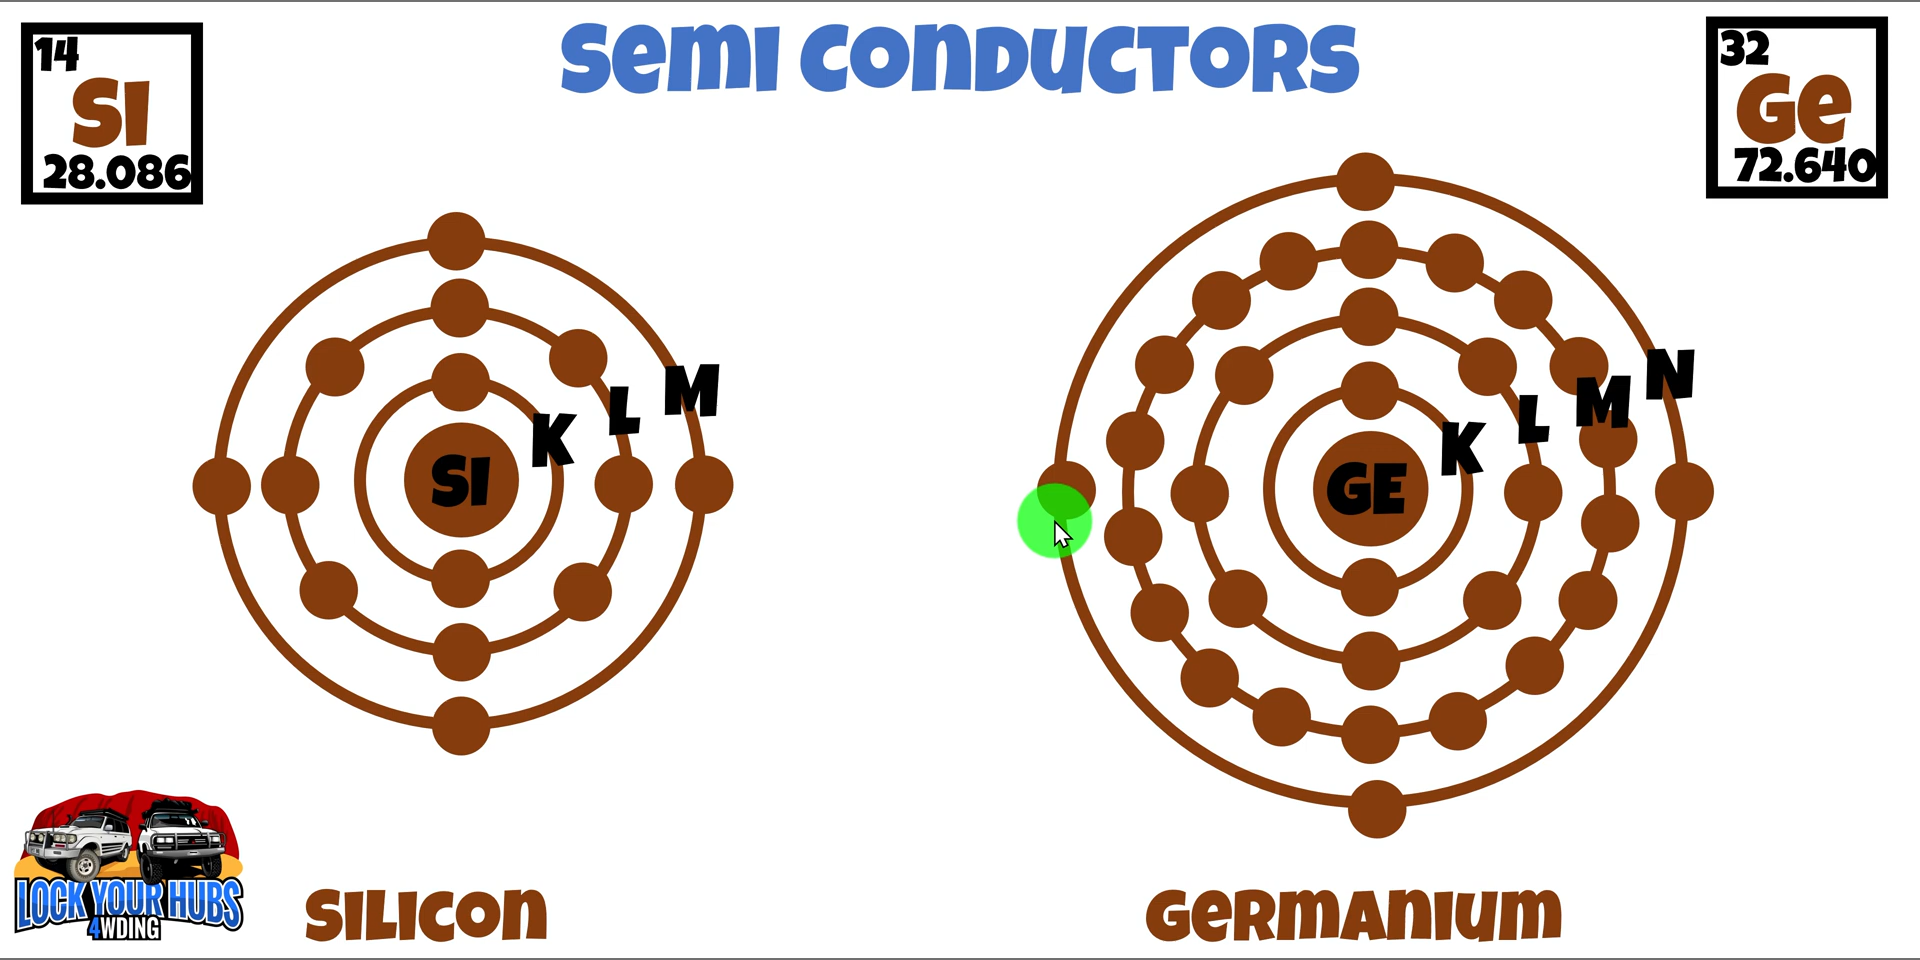 SEMI CONDUCTORS
14
Si
28.086
32
Ge
72.640
K
L
M
SI
K
L
M
N
GE
LOCK YOUR HUBS
4WDING
SILICON
GERMANIUM